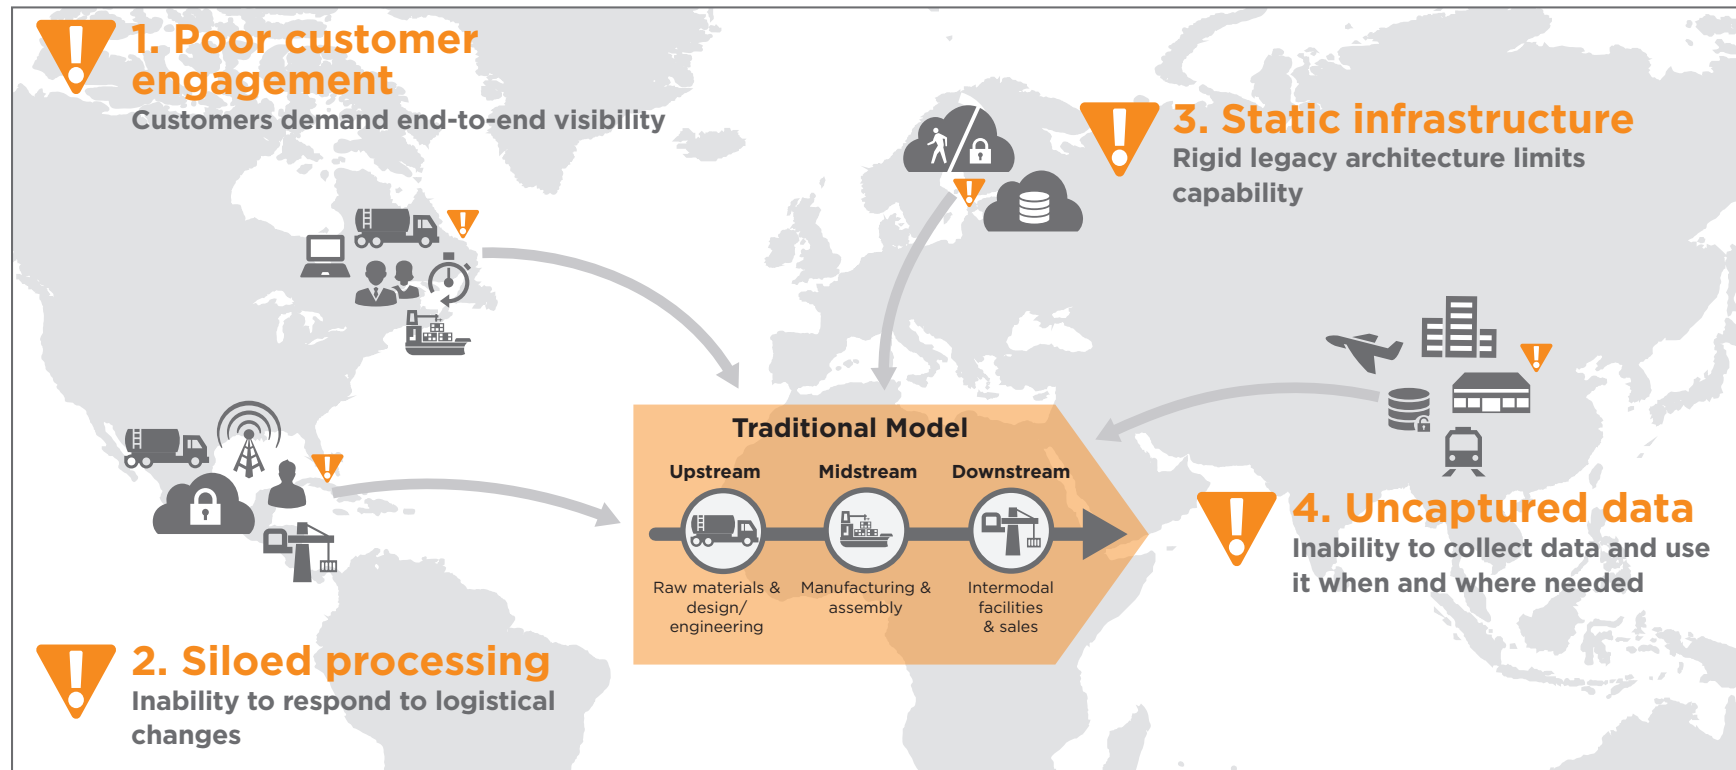 1. Poor customer
engagement
Customers demand end-to-end visibility
2. Siloed processing
Inability to respond to logistical
changes
3. Static infrastructure
Rigid legacy architecture limits
capability
4. Uncaptured data
Inability to collect data and use
it when and where needed
Traditional Model
Upstream
Raw materials &
design/
engineering
Midstream
Manufacturing &
assembly
Downstream
Intermodal
facilities
& sales